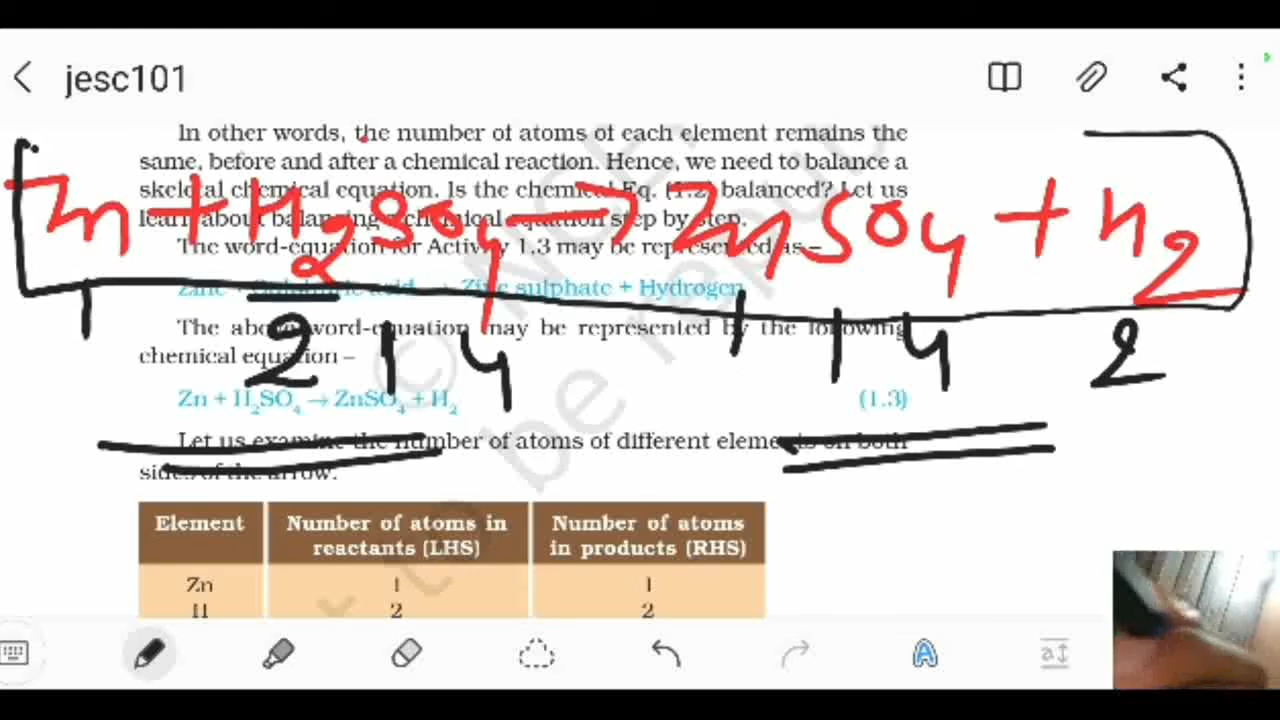 jesc101
In other words, the number of atoms of each element remains the
same, before and after a chemical reaction. Hence, we need to balance a
skeletal chemical equation. Is the chemical Eq. (1.2) balanced? Let us
learn about balancing a chemical equation step by step.
Zn + H₂SO₄ → ZnSO₄ + H₂
The word-equation for Activity 1.3 may be represented as –
Zinc + Sulphuric acid → Zinc sulphate + Hydrogen
1 2 1 4 1 1 4 2
The above word-equation may be represented by the following
chemical equation –
Zn + H₂SO₄ → ZnSO₄ + H₂ (1.3)
Let us examine the number of atoms of different elements on both
sides of the arrow.
Element Number of atoms in reactants (LHS) Number of atoms in products (RHS)
Zn 1 1
H 2 2